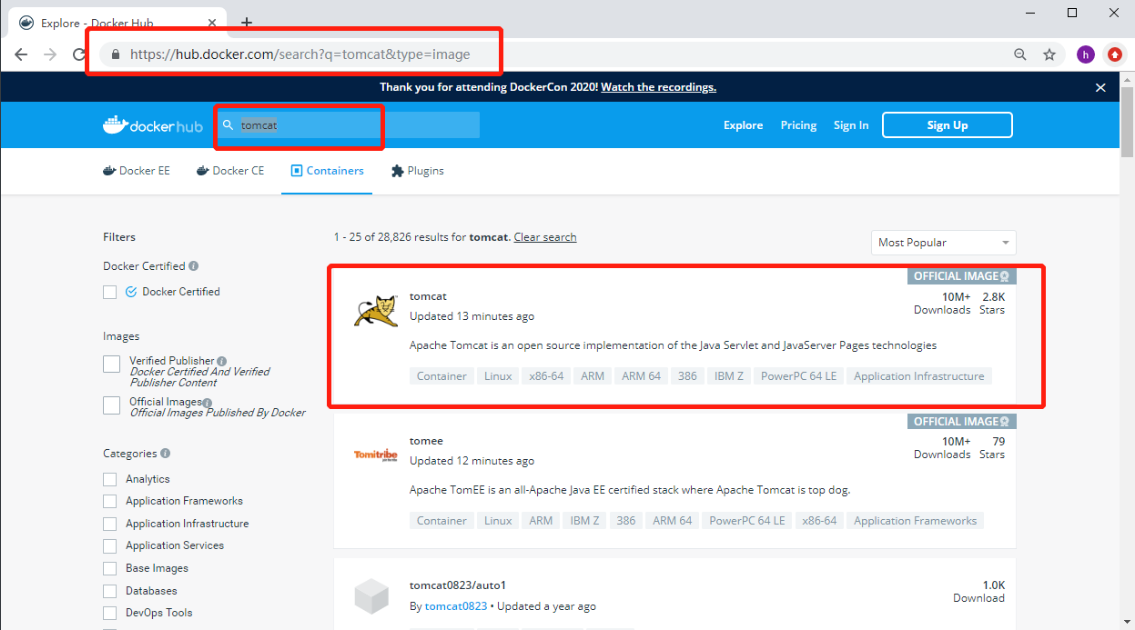 Explore - Docker Hub
https://hub.docker.com/search?q=tomcat&type=image
h
Thank you for attending DockerCon 2020! Watch the recordings.
docker hub
tomcat
Explore Pricing Sign In Sign Up
Docker EE Docker CE Containers Plugins
Filters
1 - 25 of 28,826 results for tomcat. Clear search
Most Popular
Docker Certified
Docker Certified
Images
Verified Publisher
Docker Certified And Verified
Publisher Content
Official Images
Official Images Published By Docker
Categories
Analytics
Application Frameworks
Application Infrastructure
Application Services
Base Images
Databases
DevOps Tools
OFFICIAL IMAGE
tomcat
Updated 13 minutes ago
10M+ 2.8K
Downloads Stars
Apache Tomcat is an open source implementation of the Java Servlet and JavaServer Pages technologies
Container Linux x86-64 ARM ARM 64 386 IBM Z PowerPC 64 LE Application Infrastructure
OFFICIAL IMAGE
Tomitribe
tomee
Updated 12 minutes ago
10M+ 79
Downloads Stars
Apache TomEE is an all-Apache Java EE certified stack where Apache Tomcat is top dog.
Container Linux ARM IBM Z 386 ARM 64 PowerPC 64 LE x86-64 Application Frameworks
tomcat0823/auto1
By tomcat0823 • Updated a year ago
1.0K
Download